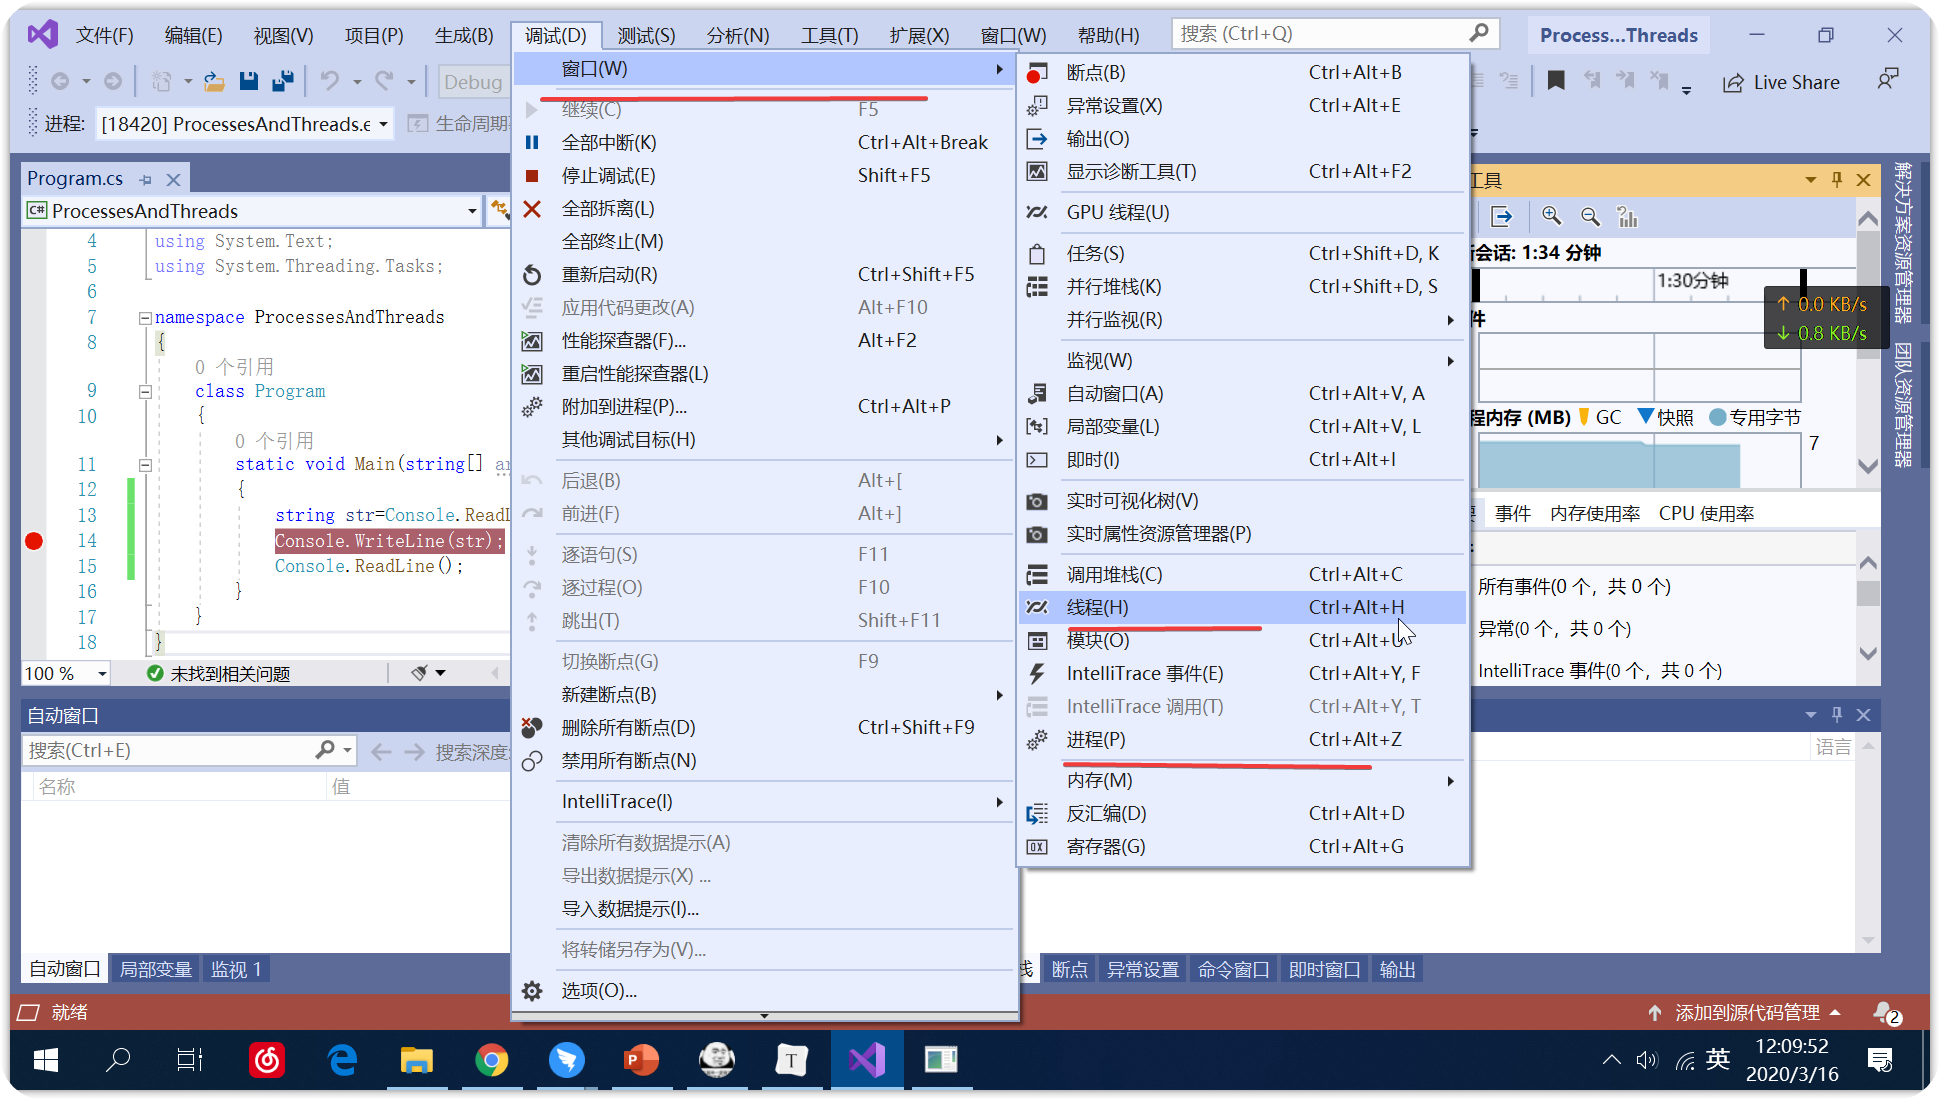 文件(F) 编辑(E) 视图(V) 项目(P) 生成(B) 调试(D) 测试(S) 分析(N) 工具(T) 扩展(X) 窗口(W) 帮助(H) 搜索 (Ctrl+Q) Process...Threads
Debug
Live Share
进程: [18420] ProcessesAndThreads.e 生命周期
Program.cs
C# ProcessesAndThreads
4 using System.Text;
5 using System.Threading.Tasks;
6
7 namespace ProcessesAndThreads
8 {
0 个引用
9 class Program
10 {
0 个引用
11 static void Main(string[] ar
12 {
13 string str=Console.ReadL
14 Console.WriteLine(str);
15 Console.ReadLine();
16 }
17 }
18 }
100 % 未找到相关问题
自动窗口
搜索(Ctrl+E) 搜索深度:
名称 值
自动窗口 局部变量 监视 1
窗口(W)
继续(C) F5
全部中断(K) Ctrl+Alt+Break
停止调试(E) Shift+F5
全部拆离(L)
全部终止(M)
重新启动(R) Ctrl+Shift+F5
应用代码更改(A) Alt+F10
性能探查器(F)... Alt+F2
重启性能探查器(L)
附加到进程(P)... Ctrl+Alt+P
其他调试目标(H)
后退(B) Alt+[
前进(F) Alt+]
逐语句(S) F11
逐过程(O) F10
跳出(T) Shift+F11
切换断点(G) F9
新建断点(B)
删除所有断点(D) Ctrl+Shift+F9
禁用所有断点(N)
IntelliTrace(I)
清除所有数据提示(A)
导出数据提示(X) ...
导入数据提示(I)...
将转储另存为(V)...
选项(O)...
断点(B) Ctrl+Alt+B
异常设置(X) Ctrl+Alt+E
输出(O)
显示诊断工具(T) Ctrl+Alt+F2
GPU 线程(U)
任务(S) Ctrl+Shift+D, K
并行堆栈(K) Ctrl+Shift+D, S
并行监视(R)
监视(W)
自动窗口(A) Ctrl+Alt+V, A
局部变量(L) Ctrl+Alt+V, L
即时(I) Ctrl+Alt+I
实时可视化树(V)
实时属性资源管理器(P)
调用堆栈(C) Ctrl+Alt+C
线程(H) Ctrl+Alt+H
模块(O) Ctrl+Alt+U
IntelliTrace 事件(E) Ctrl+Alt+Y, F
IntelliTrace 调用(T) Ctrl+Alt+Y, T
进程(P) Ctrl+Alt+Z
内存(M)
反汇编(D) Ctrl+Alt+D
寄存器(G) Ctrl+Alt+G
工具
会话: 1:34 分钟
1:30分钟
↑ 0.0 KB/s
↓ 0.8 KB/s
件
程内存 (MB) GC 快照 专用字节
7
事件 内存使用率 CPU 使用率
所有事件(0 个，共 0 个)
异常(0 个，共 0 个)
IntelliTrace 事件(0 个，共 0 个)
解决方案资源管理器
团队资源管理器
语言
栈 断点 异常设置 命令窗口 即时窗口 输出
就绪 添加到源代码管理 2
英 12:09:52
2020/3/16